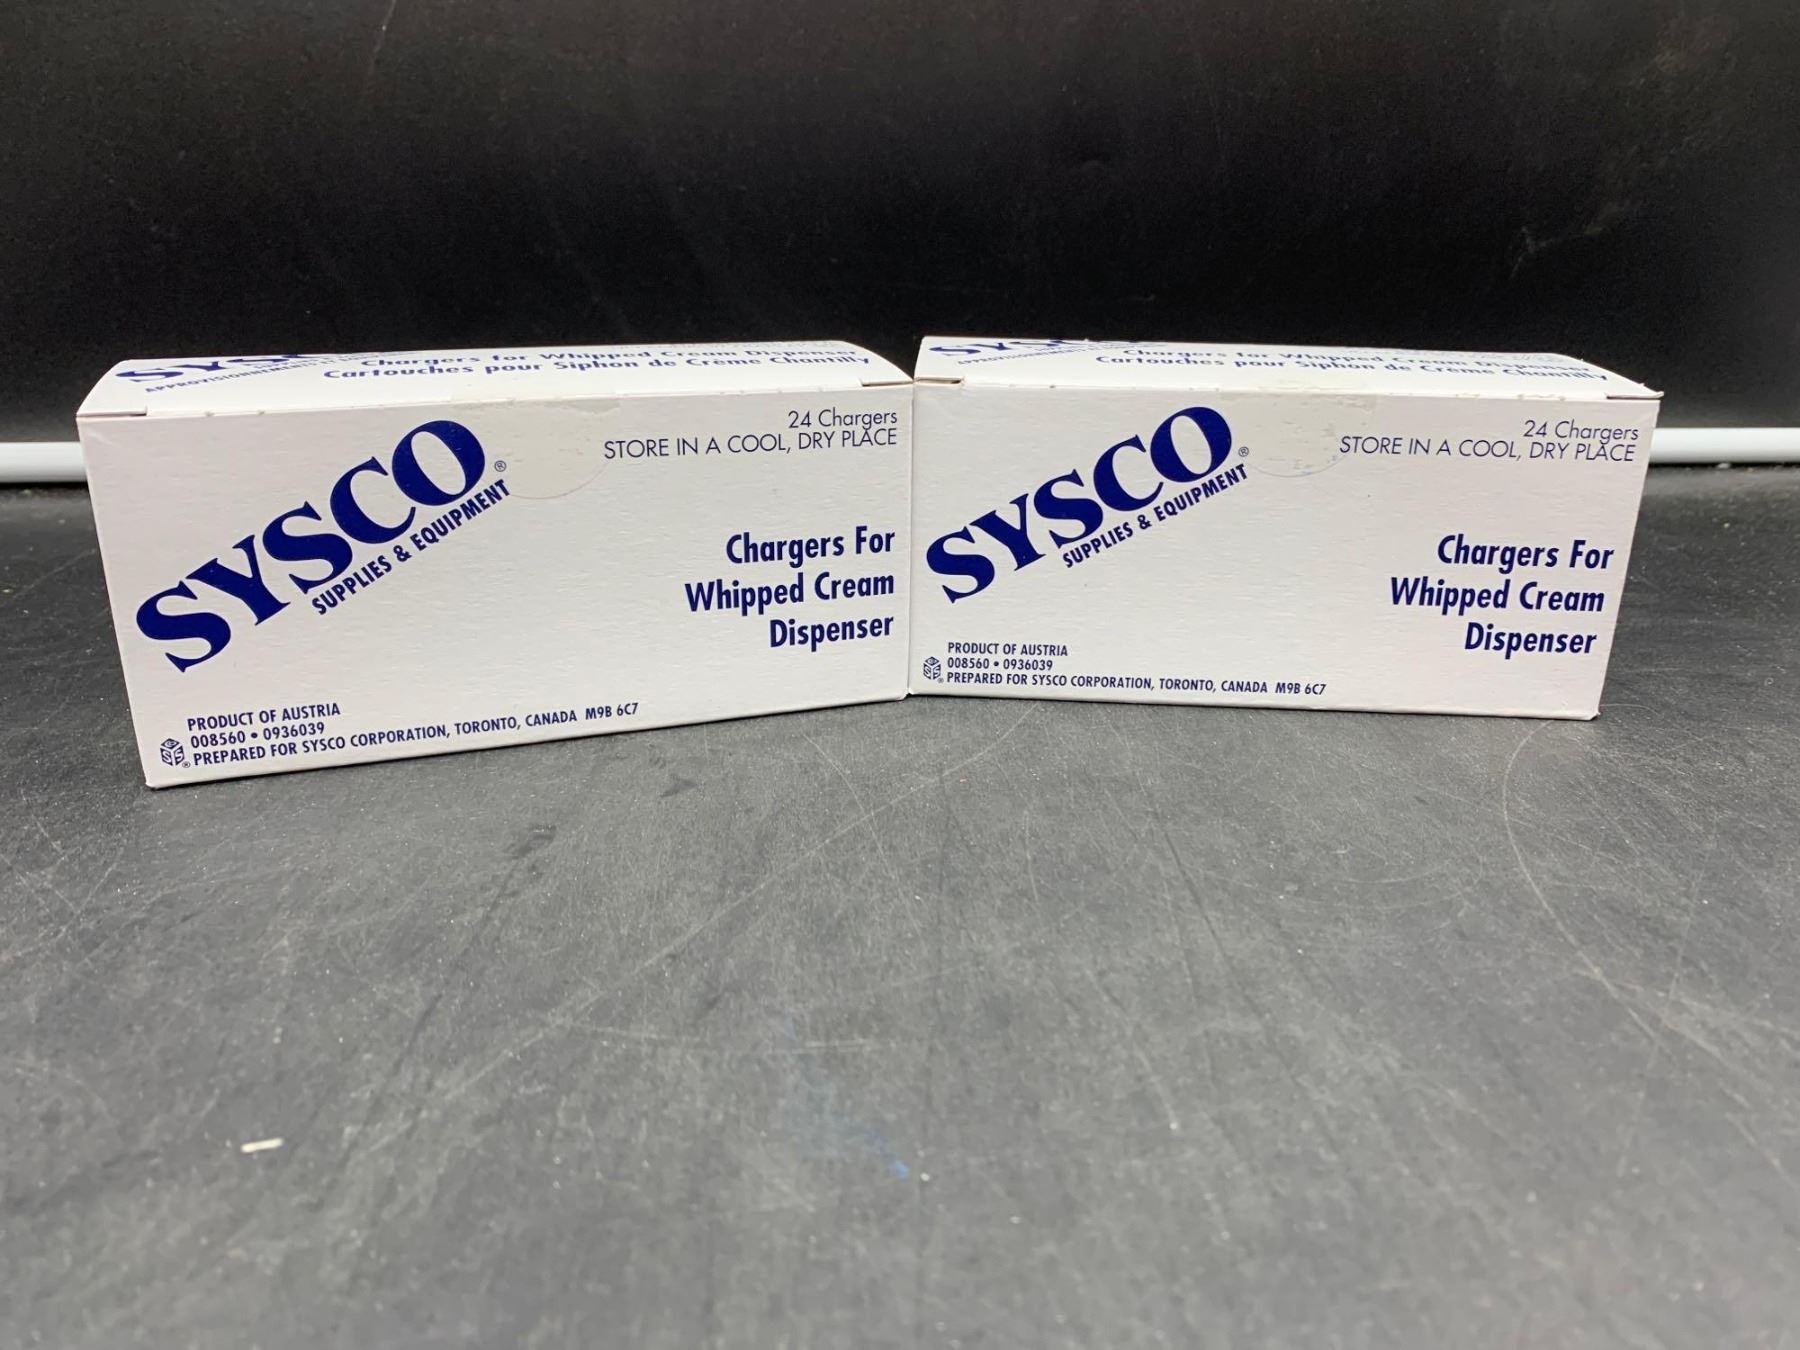 SYSCO
Chargers for Whipped Cream Dispenser
APPROVISIONNEMENTS
Cartouches pour Siphon de Crème Chantilly
24 Chargers
STORE IN A COOL, DRY PLACE
SYSCO®
SUPPLIES & EQUIPMENT
Chargers For
Whipped Cream
Dispenser
PRODUCT OF AUSTRIA
008560 • 0936039
® PREPARED FOR SYSCO CORPORATION, TORONTO, CANADA M9B 6C7
SYSCO
Chargers for Whipped Cream Dispenser
APPROVISIONNEMENTS
Cartouches pour Siphon de Crème Chantilly
24 Chargers
STORE IN A COOL, DRY PLACE
SYSCO®
SUPPLIES & EQUIPMENT
Chargers For
Whipped Cream
Dispenser
PRODUCT OF AUSTRIA
008560 • 0936039
® PREPARED FOR SYSCO CORPORATION, TORONTO, CANADA M9B 6C7